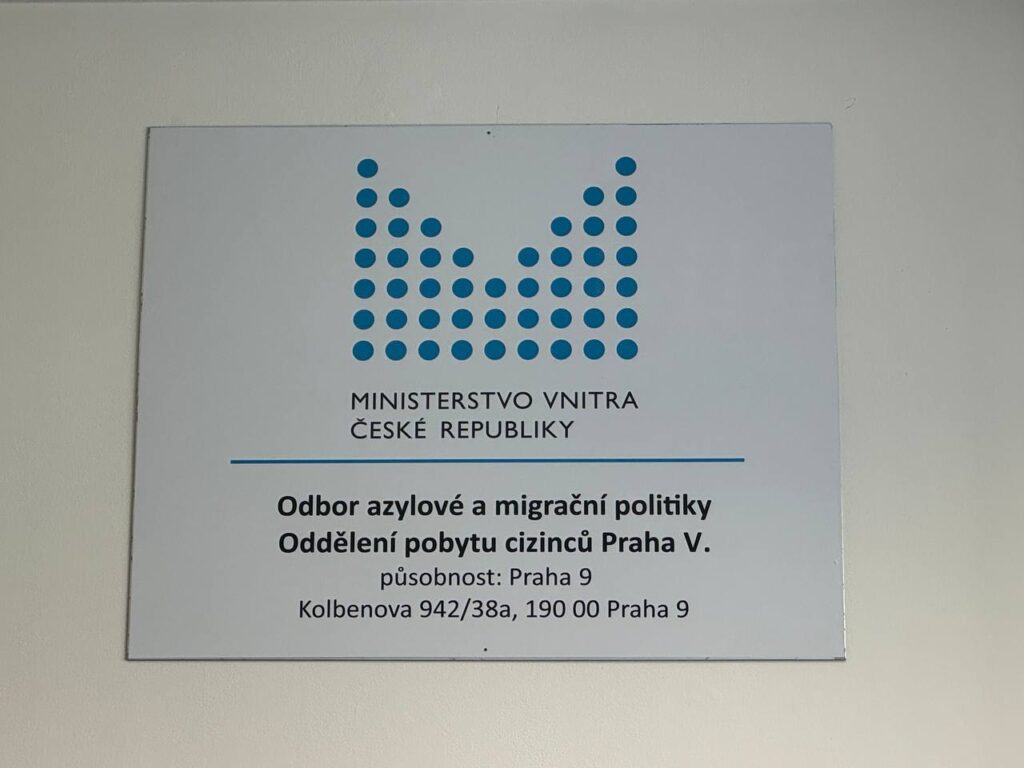 MINISTERSTVO VNITRA
ČESKÉ REPUBLIKY
Odbor azylové a migrační politiky
Oddělení pobytu cizinců Praha V.
působnost: Praha 9
Kolbenova 942/38a, 190 00 Praha 9